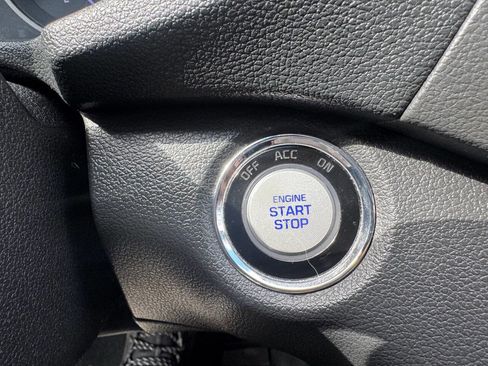 OFF ACC ON
ENGINE
START
STOP